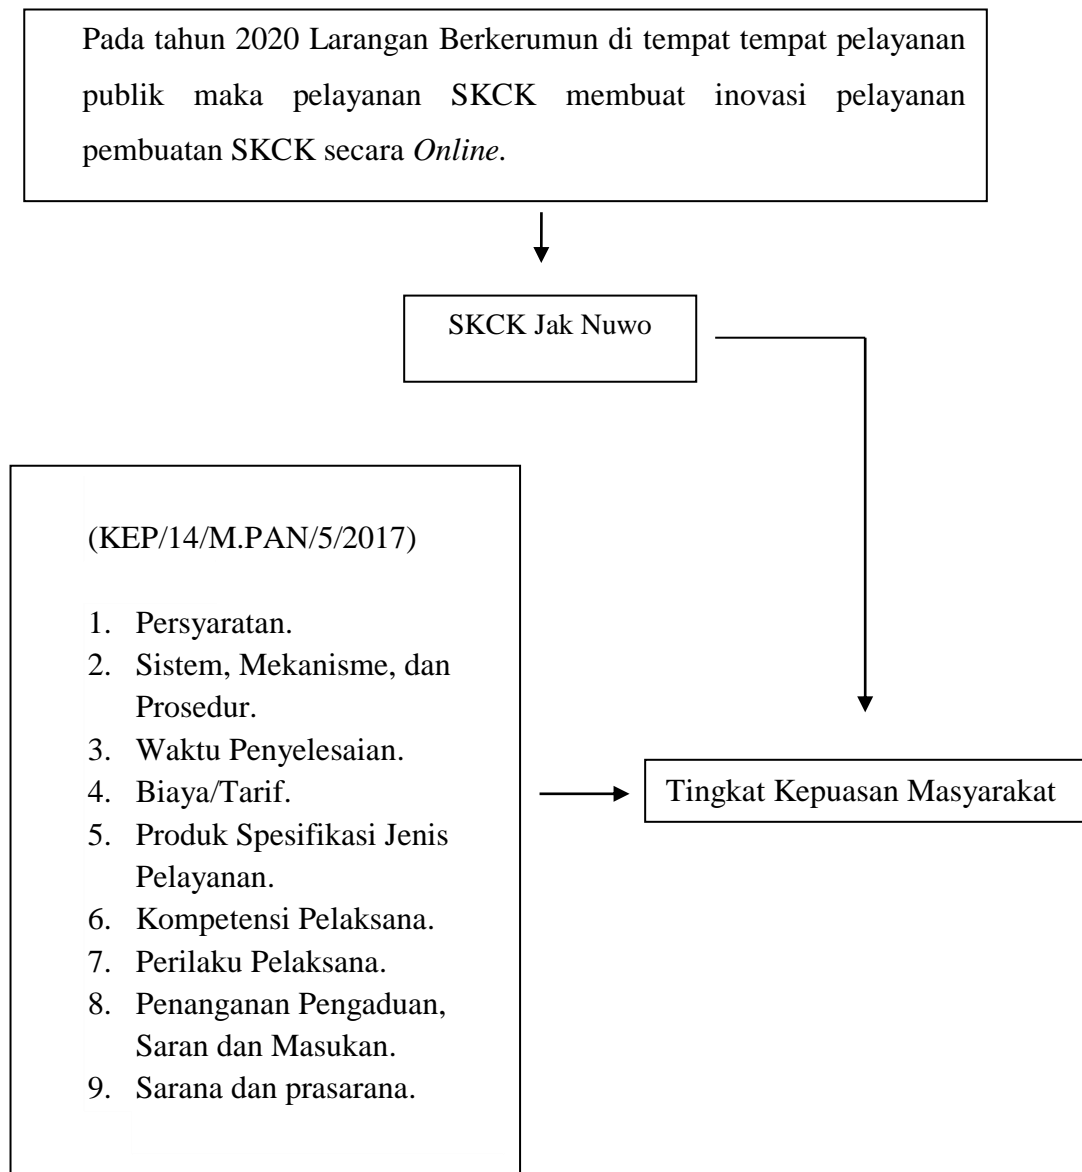 Pada tahun 2020 Larangan Berkerumun di tempat tempat pelayanan
publik maka pelayanan SKCK membuat inovasi pelayanan
pembuatan SKCK secara Online.
SKCK Jak Nuwo
(KEP/14/M.PAN/5/2017)
1. Persyaratan.
2. Sistem, Mekanisme, dan
Prosedur.
3. Waktu Penyelesaian.
4. Biaya/Tarif.
5. Produk Spesifikasi Jenis
Pelayanan.
6. Kompetensi Pelaksana.
7. Perilaku Pelaksana.
8. Penanganan Pengaduan,
Saran dan Masukan.
9. Sarana dan prasarana.
Tingkat Kepuasan Masyarakat